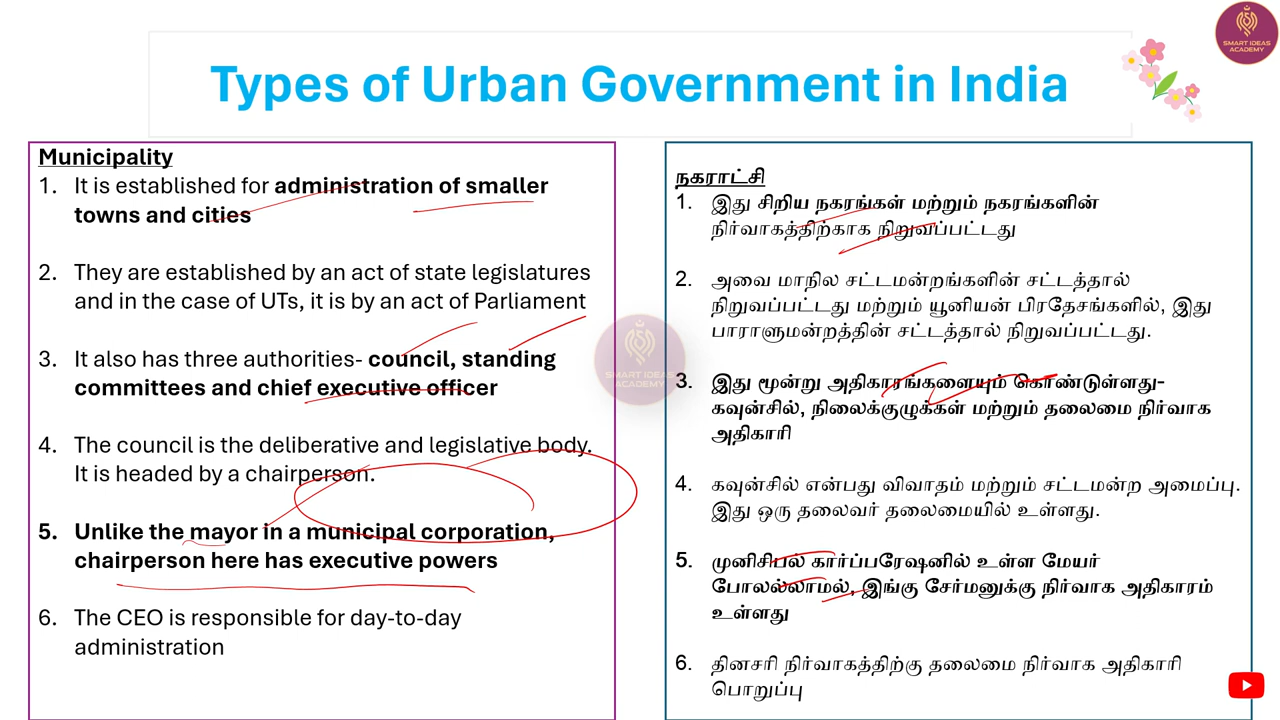 SMART IDEAS
ACADEMY
Types of Urban Government in India
Municipality
1. It is established for administration of smaller
towns and cities
2. They are established by an act of state legislatures
and in the case of UTs, it is by an act of Parliament
3. It also has three authorities- council, standing
committees and chief executive officer
4. The council is the deliberative and legislative body.
It is headed by a chairperson.
5. Unlike the mayor in a municipal corporation,
chairperson here has executive powers
6. The CEO is responsible for day-to-day
administration
SMART IDEAS
ACADEMY
நகராட்சி
1. இது சிறிய நகரங்கள் மற்றும் நகரங்களின்
நிர்வாகத்திற்காக நிறுவப்பட்டது
2. அவை மாநில சட்டமன்றங்களின் சட்டத்தால்
நிறுவப்பட்டது மற்றும் யூனியன் பிரதேசங்களில், இது
பாராளுமன்றத்தின் சட்டத்தால் நிறுவப்பட்டது.
3. இது மூன்று அதிகாரங்களையும் கொண்டுள்ளது-
கவுன்சில், நிலைக்குழுக்கள் மற்றும் தலைமை நிர்வாக
அதிகாரி
4. கவுன்சில் என்பது விவாதம் மற்றும் சட்டமன்ற அமைப்பு.
இது ஒரு தலைவர் தலைமையில் உள்ளது.
5. முனிசிபல் கார்ப்பரேஷனில் உள்ள மேயர்
போலல்லாமல், இங்கு சேர்மனுக்கு நிர்வாக அதிகாரம்
உள்ளது
6. தினசரி நிர்வாகத்திற்கு தலைமை நிர்வாக அதிகாரி
பொறுப்பு